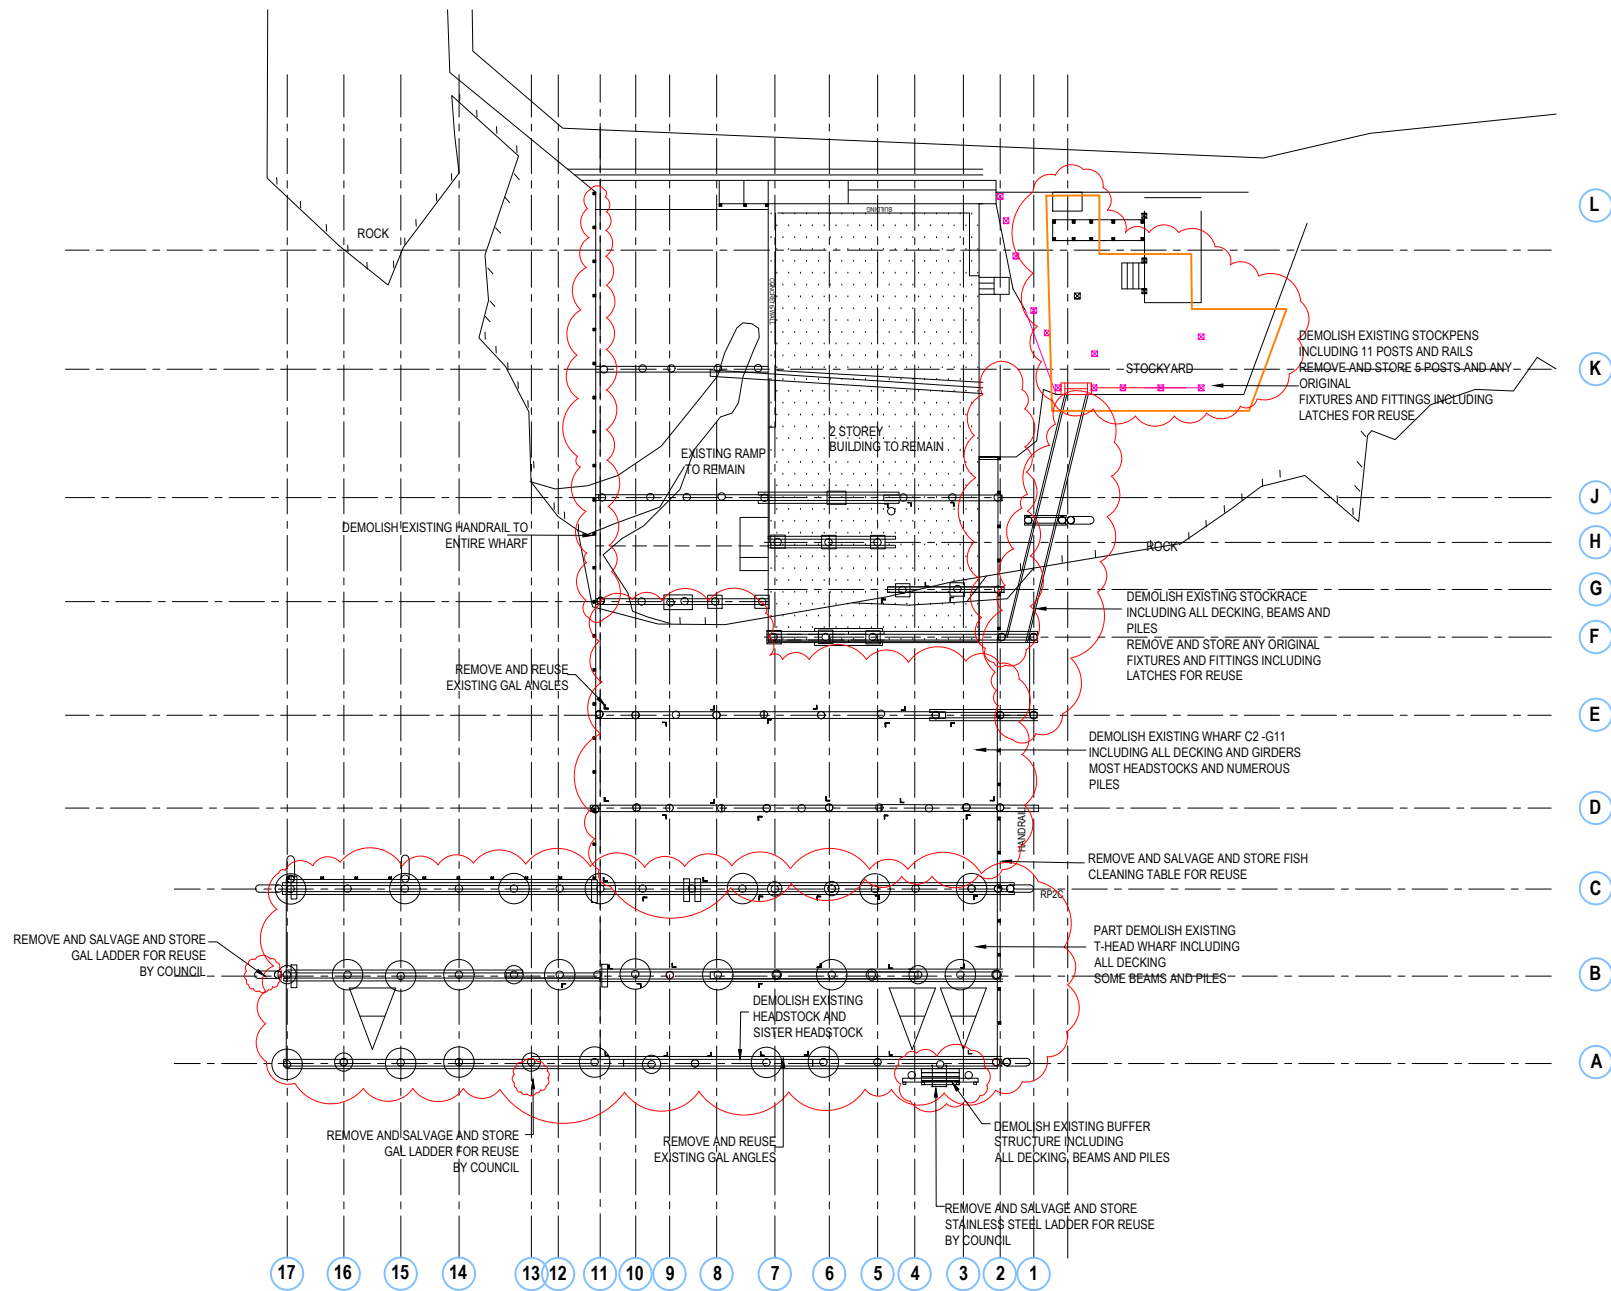 BUILDING
L
ROCK
CONCRETE WALL
DEMOLISH EXISTING STOCKPENS
INCLUDING 11 POSTS AND RAILS
REMOVE AND STORE 5 POSTS AND ANY
ORIGINAL
FIXTURES AND FITTINGS INCLUDING
LATCHES FOR REUSE
STOCKYARD
K
2 STOREY
BUILDING TO REMAIN
EXISTING RAMP
TO REMAIN
J
DEMOLISH EXISTING HANDRAIL TO
ENTIRE WHARF
H
ROCK
G
DEMOLISH EXISTING STOCKRACE
INCLUDING ALL DECKING, BEAMS AND
PILES
REMOVE AND STORE ANY ORIGINAL
FIXTURES AND FITTINGS INCLUDING
LATCHES FOR REUSE
F
REMOVE AND REUSE
EXISTING GAL ANGLES
E
DEMOLISH EXISTING WHARF C2 -G11
INCLUDING ALL DECKING AND GIRDERS
MOST HEADSTOCKS AND NUMEROUS
PILES
D
HANDRAIL
REMOVE AND SALVAGE AND STORE FISH
CLEANING TABLE FOR REUSE
C
RP2C
REMOVE AND SALVAGE AND STORE
GAL LADDER FOR REUSE
BY COUNCIL
PART DEMOLISH EXISTING
T-HEAD WHARF INCLUDING
ALL DECKING
SOME BEAMS AND PILES
B
DEMOLISH EXISTING
HEADSTOCK AND
SISTER HEADSTOCK
A
REMOVE AND SALVAGE AND STORE
GAL LADDER FOR REUSE
BY COUNCIL
REMOVE AND REUSE
EXISTING GAL ANGLES
DEMOLISH EXISTING BUFFER
STRUCTURE INCLUDING
ALL DECKING, BEAMS AND PILES
REMOVE AND SALVAGE AND STORE
STAINLESS STEEL LADDER FOR REUSE
BY COUNCIL
17 16 15 14 13 12 11 10 9 8 7 6 5 4 3 2 1